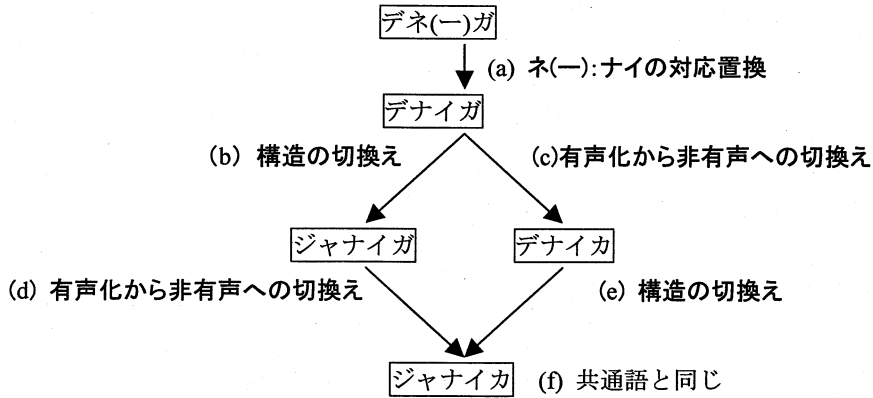 デネ(ー)ガ
(a) ネ(ー):ナイの対応置換
デナイガ
(b) 構造の切換え
(c)有声化から非有声への切換え
ジャナイガ
デナイカ
(d) 有声化から非有声への切換え
(e) 構造の切換え
ジャナイカ
(f) 共通語と同じ